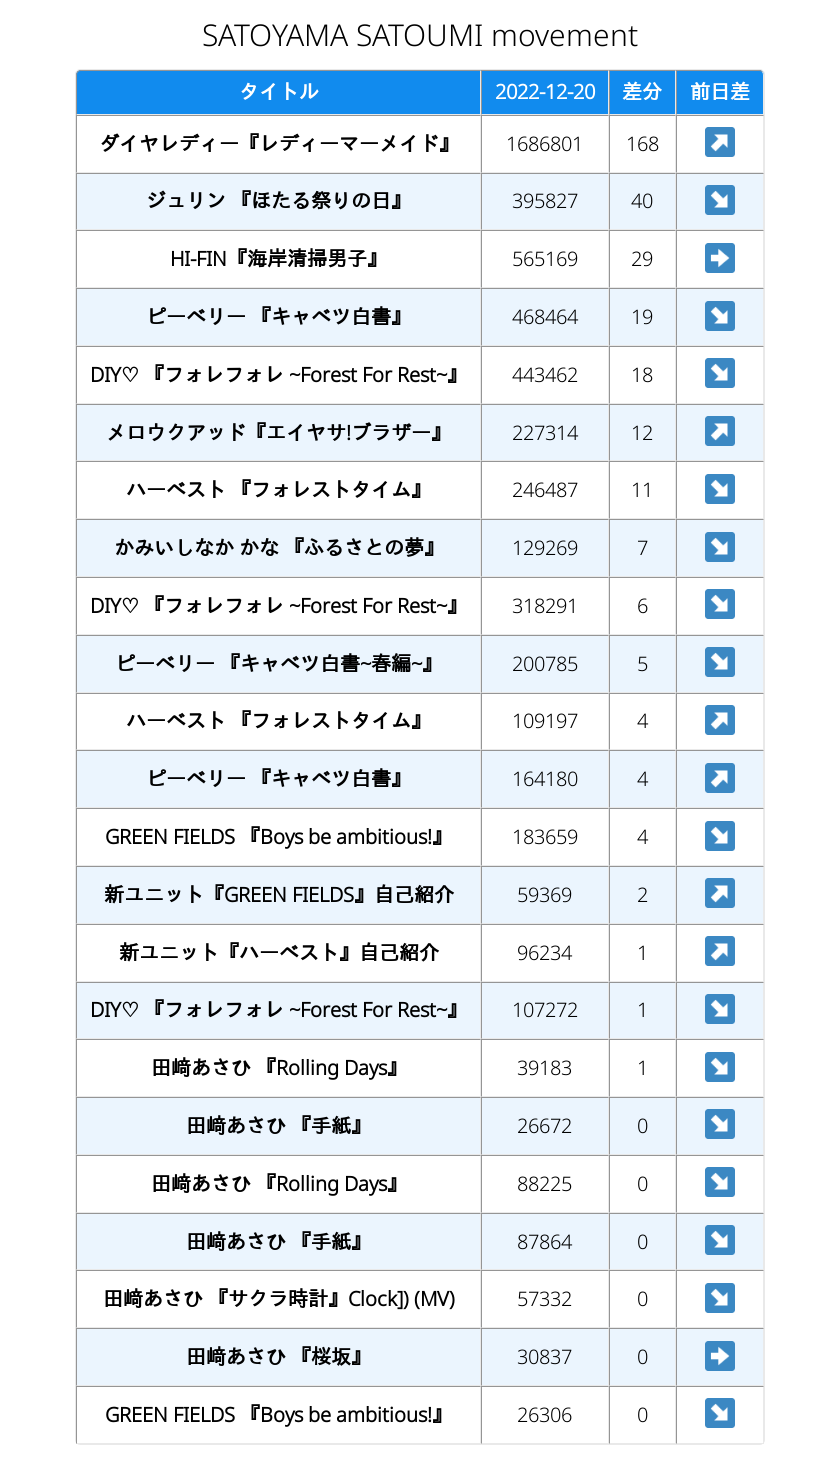 SATOYAMA SATOUMI movement
タイトル 2022-12-20 差分 前日差
ダイヤレディー『レディーマーメイド』 1686801 168 ↗
ジュリン 『ほたる祭りの日』 395827 40 ↘
HI-FIN『海岸清掃男子』 565169 29 ➡
ピーベリー 『キャベツ白書』 468464 19 ↘
DIY♡ 『フォレフォレ ~Forest For Rest~』 443462 18 ↘
メロウクアッド『エイヤサ!ブラザー』 227314 12 ↗
ハーベスト 『フォレストタイム』 246487 11 ↘
かみいしなか かな 『ふるさとの夢』 129269 7 ↘
DIY♡ 『フォレフォレ ~Forest For Rest~』 318291 6 ↘
ピーベリー 『キャベツ白書~春編~』 200785 5 ↘
ハーベスト 『フォレストタイム』 109197 4 ↗
ピーベリー 『キャベツ白書』 164180 4 ↗
GREEN FIELDS 『Boys be ambitious!』 183659 4 ↘
新ユニット『GREEN FIELDS』自己紹介 59369 2 ↗
新ユニット『ハーベスト』自己紹介 96234 1 ↗
DIY♡ 『フォレフォレ ~Forest For Rest~』 107272 1 ↘
田﨑あさひ 『Rolling Days』 39183 1 ↘
田﨑あさひ 『手紙』 26672 0 ↘
田﨑あさひ 『Rolling Days』 88225 0 ↘
田﨑あさひ 『手紙』 87864 0 ↘
田﨑あさひ 『サクラ時計』Clock]) (MV) 57332 0 ↘
田﨑あさひ 『桜坂』 30837 0 ➡
GREEN FIELDS 『Boys be ambitious!』 26306 0 ↘